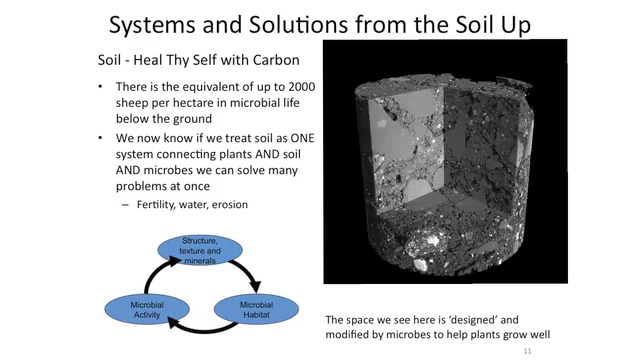 Systems and Solutions from the Soil Up
Soil - Heal Thy Self with Carbon
• There is the equivalent of up to 2000
sheep per hectare in microbial life
below the ground
• We now know if we treat soil as ONE
system connecting plants AND soil
AND microbes we can solve many
problems at once
– Fertility, water, erosion
Structure,
texture and
minerals
Microbial
Activity
Microbial
Habitat
The space we see here is ‘designed’ and
modified by microbes to help plants grow well
11